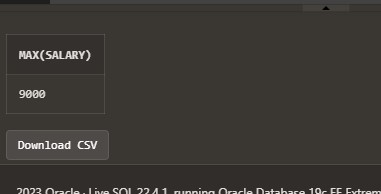 MAX(SALARY)
9000
Download CSV
2023 Oracle · Live SQL 22.4.1, running Oracle Database 19c EE Extrem